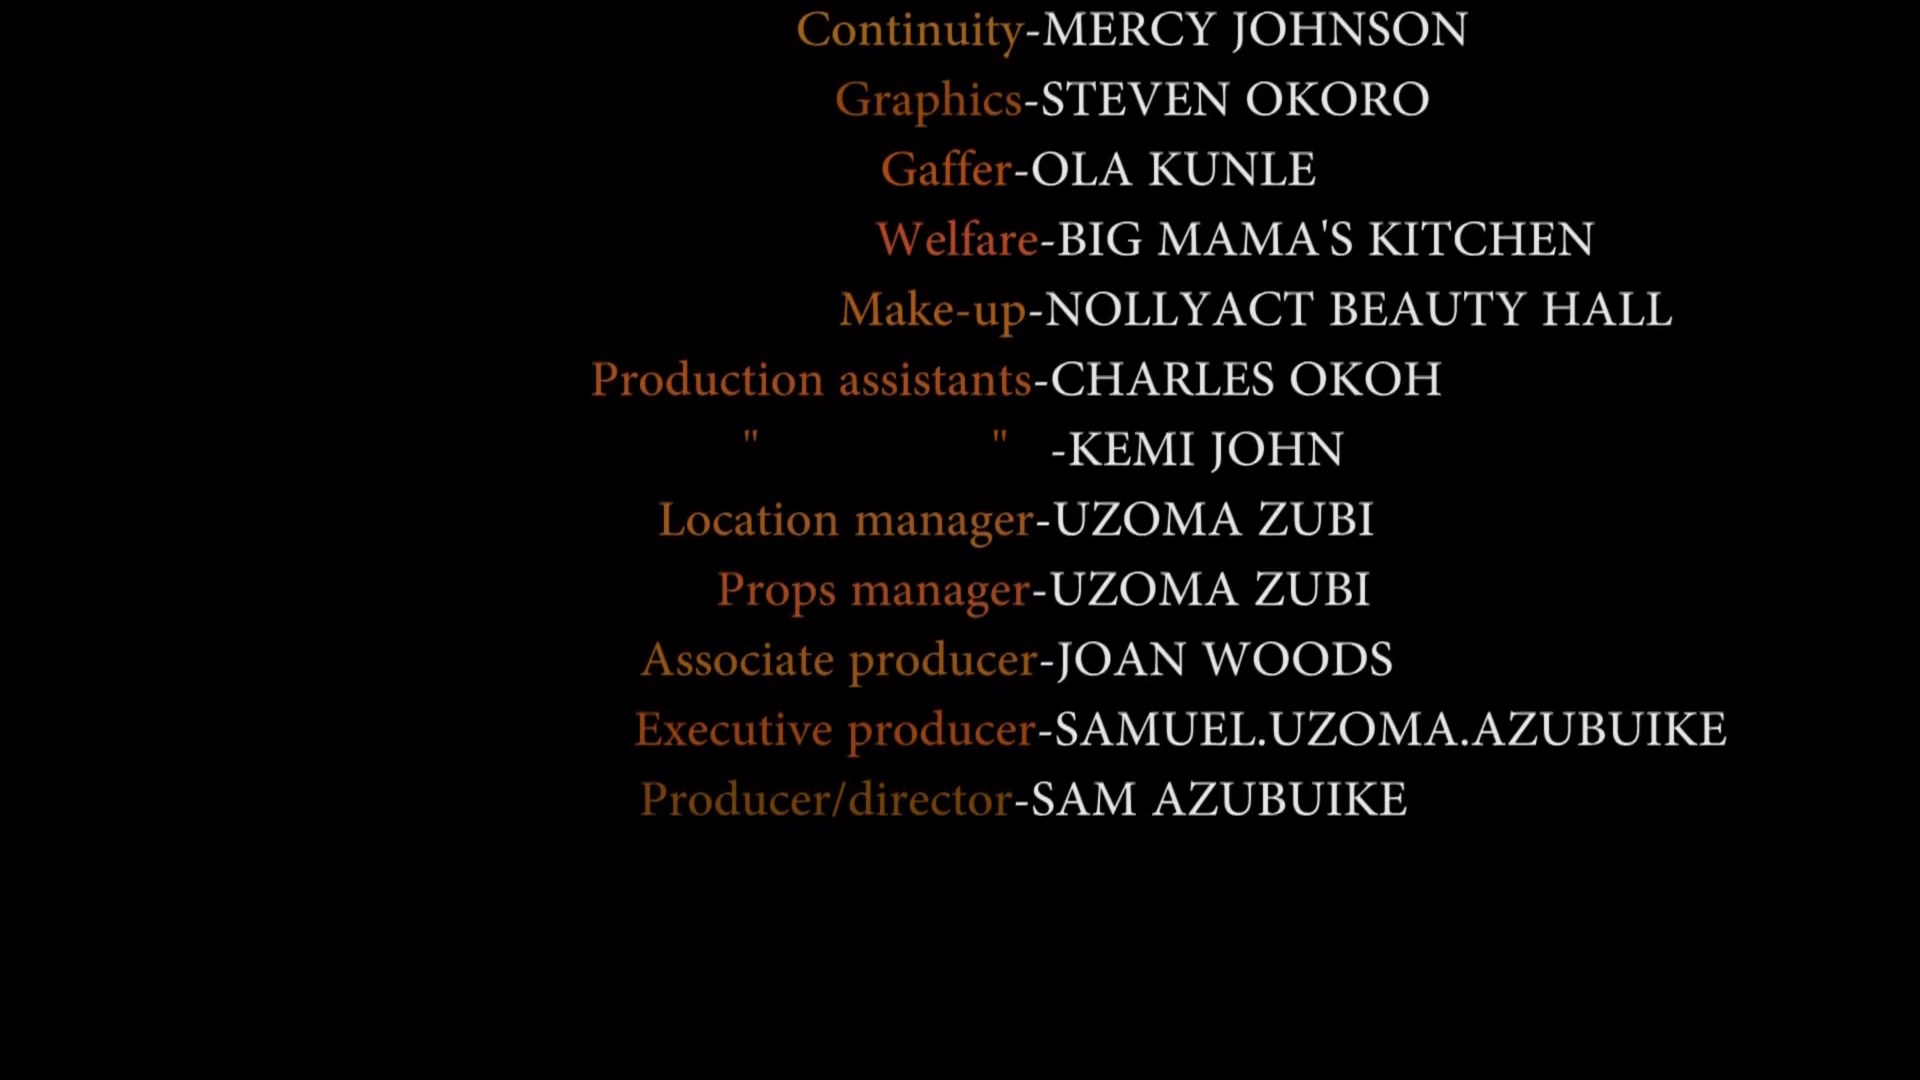 Continuity-MERCY JOHNSON
Graphics-STEVEN OKORO
Gaffer-OLA KUNLE
Welfare-BIG MAMA'S KITCHEN
Make-up-NOLLYACT BEAUTY HALL
Production assistants-CHARLES OKOH
" " -KEMI JOHN
Location manager-UZOMA ZUBI
Props manager-UZOMA ZUBI
Associate producer-JOAN WOODS
Executive producer-SAMUEL.UZOMA.AZUBUIKE
Producer/director-SAM AZUBUIKE